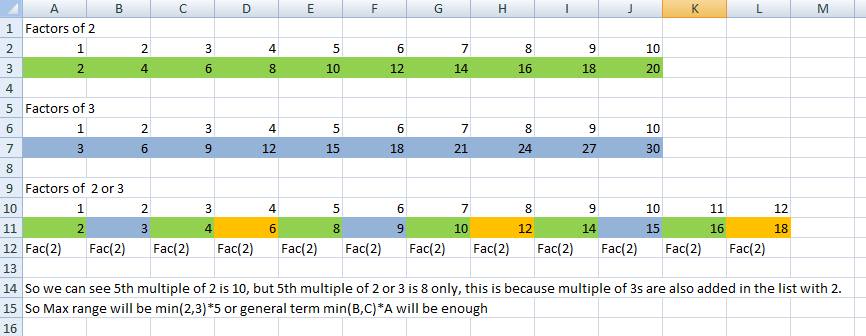 A B C D E F G H I J K L M
1 Factors of 2
2 1 2 3 4 5 6 7 8 9 10
3 2 4 6 8 10 12 14 16 18 20
4
5 Factors of 3
6 1 2 3 4 5 6 7 8 9 10
7 3 6 9 12 15 18 21 24 27 30
8
9 Factors of 2 or 3
10 1 2 3 4 5 6 7 8 9 10 11 12
11 2 3 4 6 8 9 10 12 14 15 16 18
12 Fac(2) Fac(2) Fac(2) Fac(2) Fac(2) Fac(2) Fac(2) Fac(2) Fac(2) Fac(2) Fac(2) Fac(2)
13
14 So we can see 5th multiple of 2 is 10, but 5th multiple of 2 or 3 is 8 only, this is because multiple of 3s are also added in the list with 2.
15 So Max range will be min(2,3)*5 or general term min(B,C)*A will be enough
16